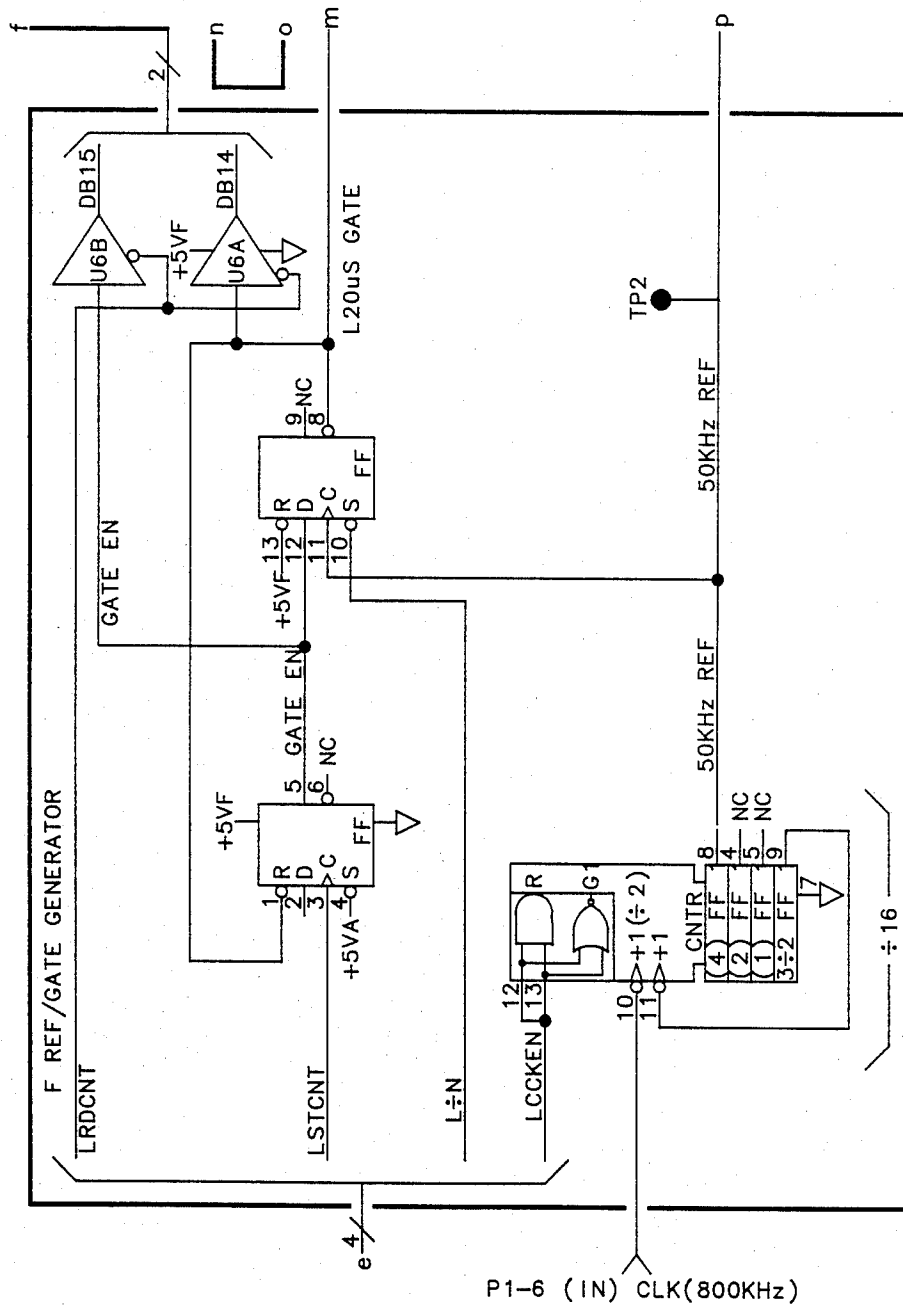 F REF/GATE GENERATOR
LRDCNT
LSTCNT
L÷N
LCCKEN
e
4
P1-6 (IN) CLK(800KHz)
+5VF
1
R
2
D
3
C
4
S
+5VA
FF
5
6
NC
GATE EN
GATE EN
+5VF
13
R
12
D
11
C
10
S
FF
9
NC
8
U6B
DB15
+5VF
U6A
DB14
2
f
n
o
m
L20uS GATE
12
13
R
G1
10
+1 (÷2)
11
+1
CNTR
(4) FF
8
(2) FF 1
4
NC
(1) FF 1
5
NC
3÷2 FF 1
9
7
÷16
50KHz REF
50KHz REF
TP2
p